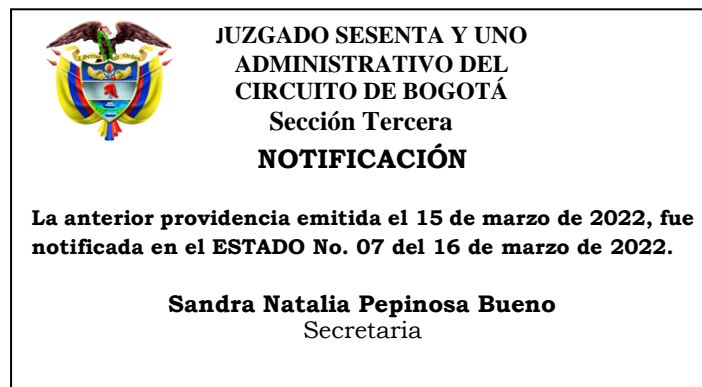 JUZGADO SESENTA Y UNO
ADMINISTRATIVO DEL
CIRCUITO DE BOGOTÁ
Sección Tercera
NOTIFICACIÓN
La anterior providencia emitida el 15 de marzo de 2022, fue
notificada en el ESTADO No. 07 del 16 de marzo de 2022.
Sandra Natalia Pepinosa Bueno
Secretaria